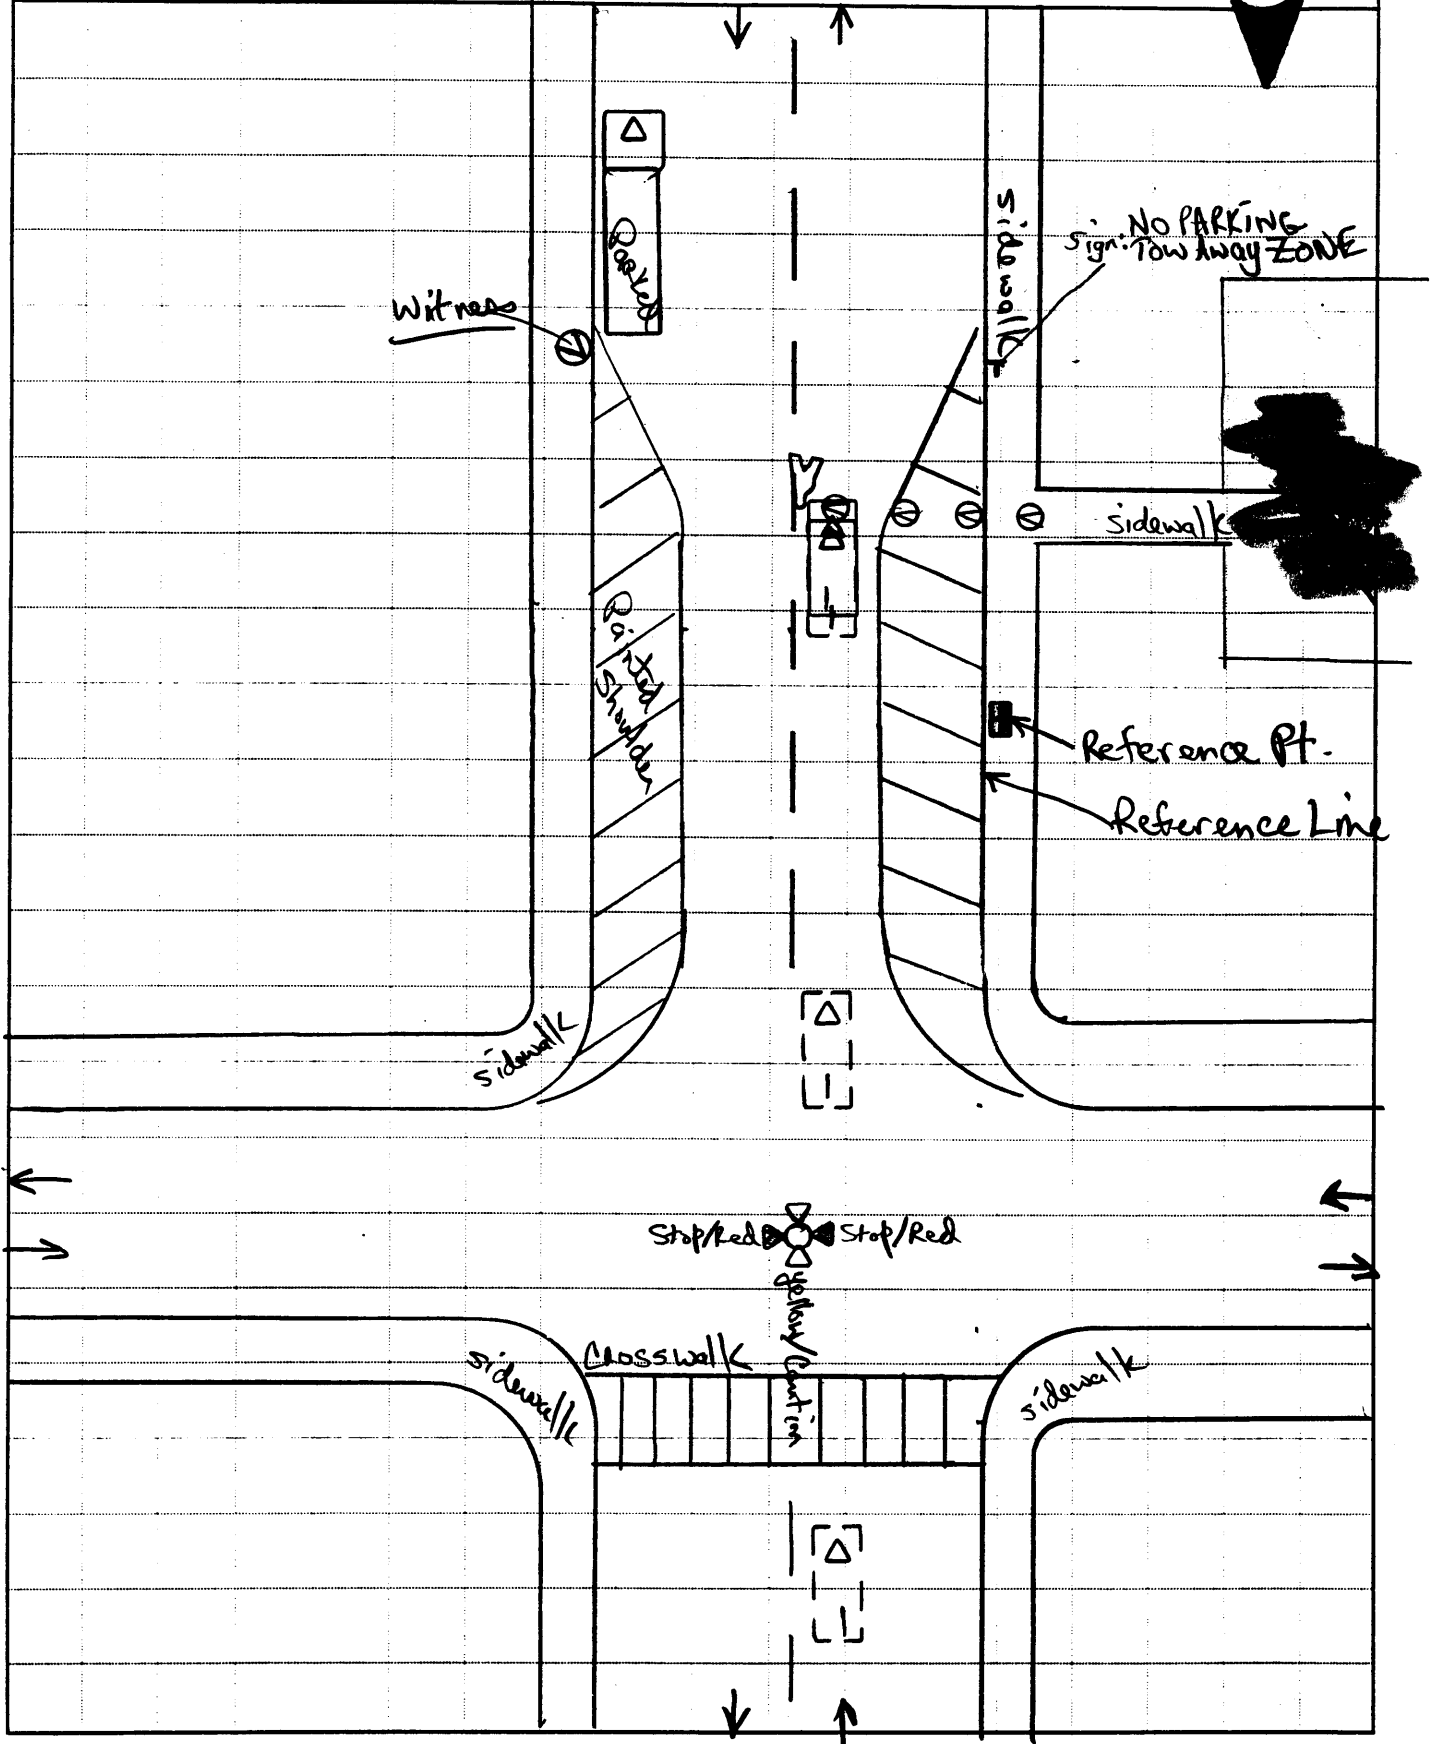 sidewalk
sign: NO PARKING
Tow Away ZONE
Parked
Witness
sidewalk
Painted
Shoulder
Reference Pt.
Reference Line
sidewalk
Stop/Red
Stop/Red
yellow/Caution
Crosswalk
sidewalk
sidewalk